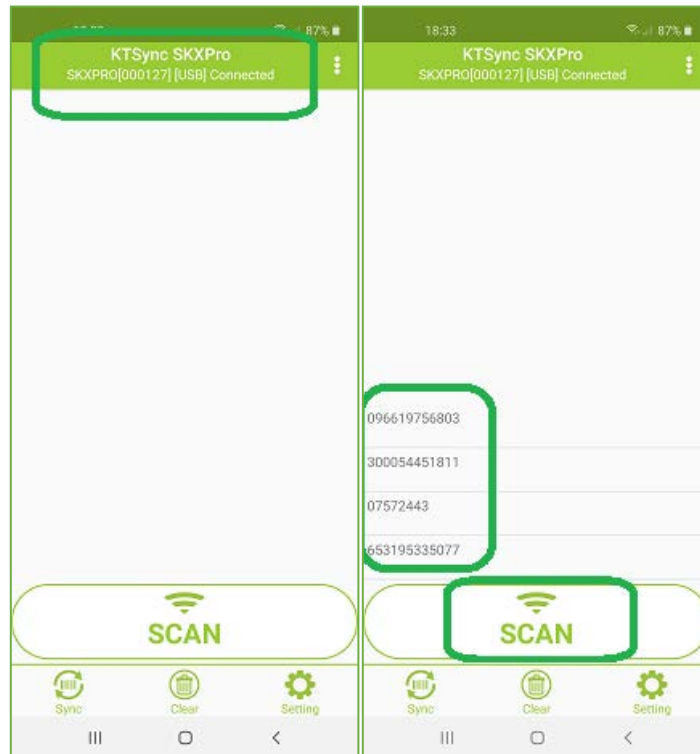 87%
KTSync SKXPro
SKXPRO[000127] [USB] Connected
SCAN
Sync
Clear
Setting
18:33
87%
KTSync SKXPro
SKXPRO[000127] [USB] Connected
096619756803
300054451811
07572443
653195335077
SCAN
Sync
Clear
Setting